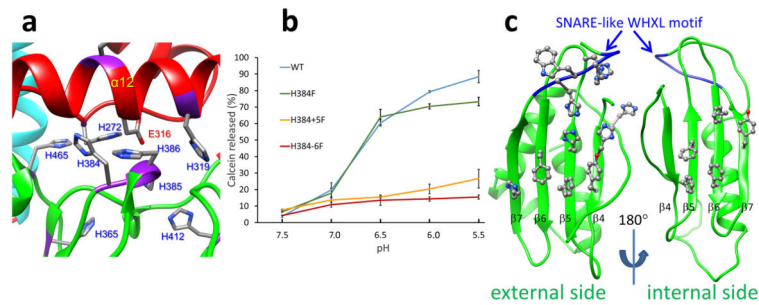 a
α12
H272
E316
H465
H384
H386
H319
H385
H365
H412
b
Calcein released (%)
100
90
80
70
60
50
40
30
20
10
0
WT
H384F
H384+5F
H384-6F
7.5 7.0 6.5 6.0 5.5
pH
c
SNARE-like WHXL motif
β7 β6 β5 β4
180°
β4 β5 β6 β7
external side
internal side